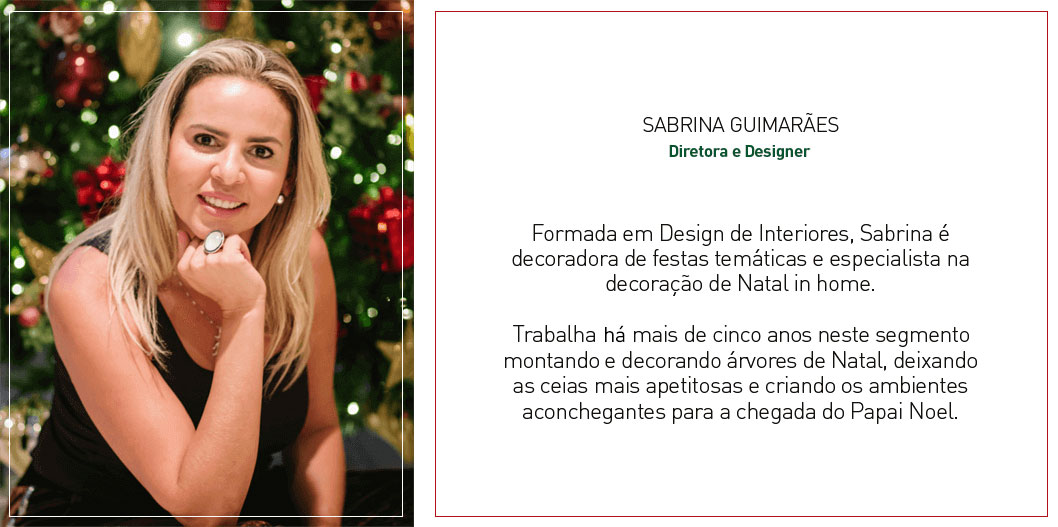 SABRINA GUIMARÃES
Diretora e Designer
Formada em Design de Interiores, Sabrina é
decoradora de festas temáticas e especialista na
decoração de Natal in home.
Trabalha há mais de cinco anos neste segmento
montando e decorando árvores de Natal, deixando
as ceias mais apetitosas e criando os ambientes
aconchegantes para a chegada do Papai Noel.